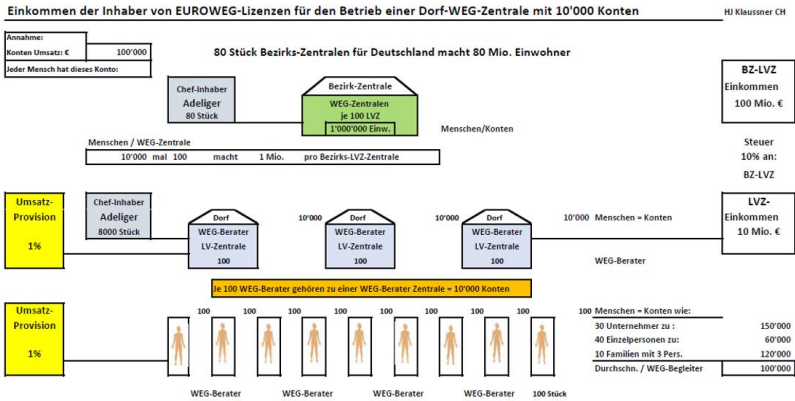 Einkommen der Inhaber von EUROWEG-Lizenzen für den Betrieb einer Dorf-WEG-Zentrale mit 10'000 Konten
HJ Klaussner CH
Annahme:
Konten Umsatz: € 100'000
Jeder Mensch hat dieses Konto:
80 Stück Bezirks-Zentralen für Deutschland macht 80 Mio. Einwohner
Chef-Inhaber
Adeliger
80 Stück
Bezirk-Zentrale
WEG-Zentralen
je 100 LVZ
1'000'000 Einw.
Menschen/Konten
BZ-LVZ
Einkommen
100 Mio. €
Menschen / WEG-Zentrale
10'000 mal 100 macht 1 Mio. pro Bezirks-LVZ-Zentrale
Steuer
10% an:
BZ-LVZ
Umsatz-
Provision
1%
Chef-Inhaber
Adeliger
8000 Stück
Dorf
WEG-Berater
LV-Zentrale
100
10'000
Dorf
WEG-Berater
LV-Zentrale
100
10'000
Dorf
WEG-Berater
LV-Zentrale
100
10'000 Menschen = Konten
WEG-Berater
LVZ-
Einkommen
10 Mio. €
Je 100 WEG-Berater gehören zu einer WEG-Berater Zentrale = 10'000 Konten
Umsatz-
Provision
1%
100 100 100 100 100 100 100 100
100 Menschen = Konten wie:
30 Unternehmer zu : 150'000
40 Einzelpersonen zu: 60'000
10 Familien mit 3 Pers. 120'000
Durchschn. / WEG-Begleiter 100'000
WEG-Berater WEG-Berater WEG-Berater WEG-Berater 100 Stück